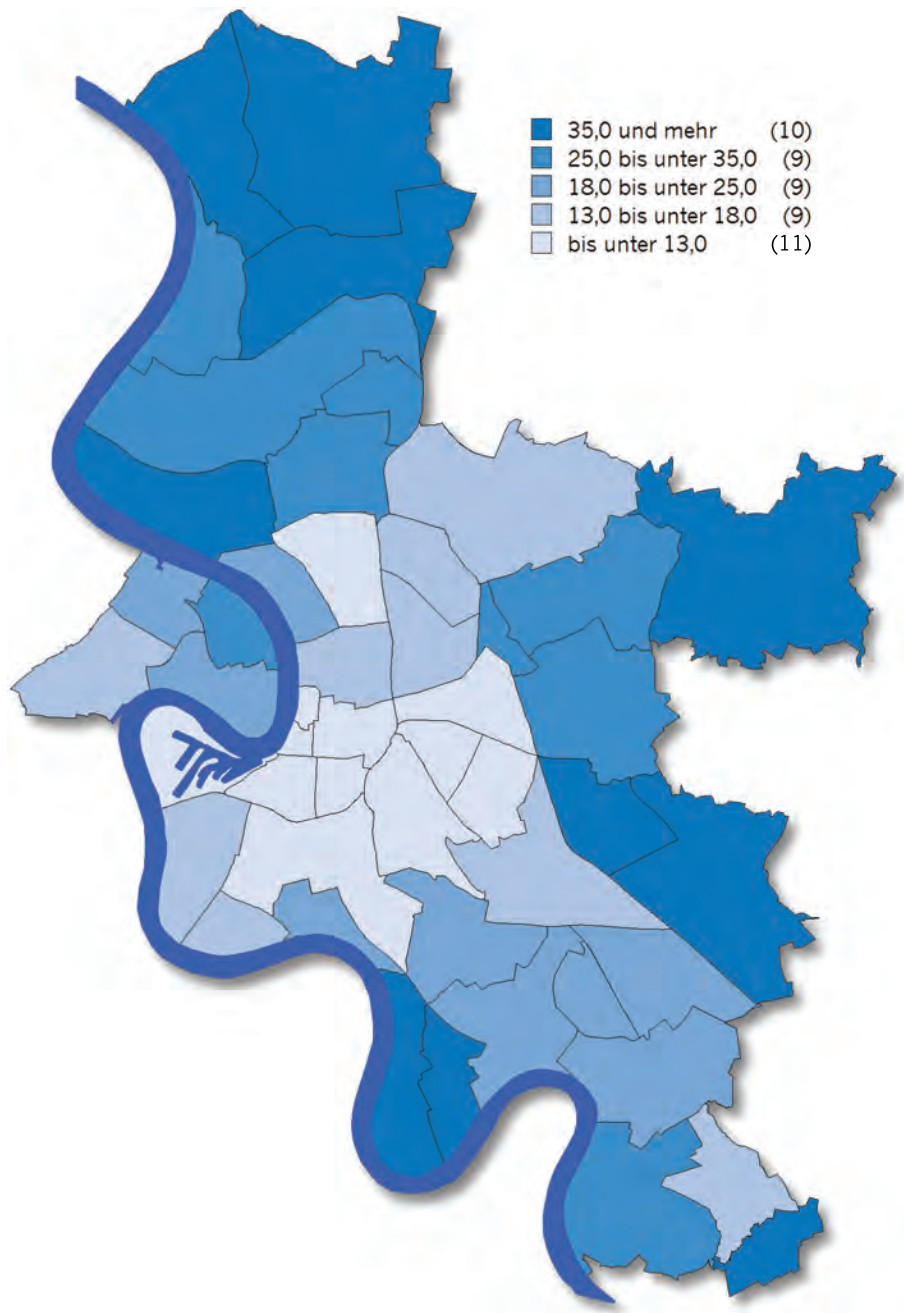 35,0 und mehr (10)
25,0 bis unter 35,0 (9)
18,0 bis unter 25,0 (9)
13,0 bis unter 18,0 (9)
bis unter 13,0 (11)